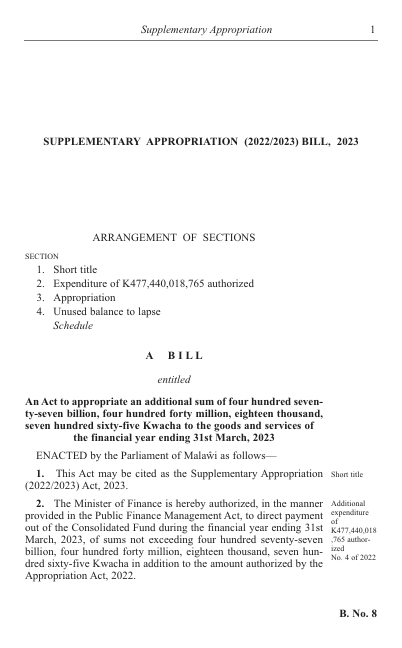 Supplementary Appropriation 1
SUPPLEMENTARY APPROPRIATION (2022/2023) BILL, 2023
ARRANGEMENT OF SECTIONS
SECTION
1. Short title
2. Expenditure of K477,440,018,765 authorized
3. Appropriation
4. Unused balance to lapse
Schedule
A BILL
entitled
An Act to appropriate an additional sum of four hundred seven-
ty-seven billion, four hundred forty million, eighteen thousand,
seven hundred sixty-five Kwacha to the goods and services of
the financial year ending 31st March, 2023
ENACTED by the Parliament of Malaŵi as follows—
1. This Act may be cited as the Supplementary Appropriation
(2022/2023) Act, 2023.
Short title
2. The Minister of Finance is hereby authorized, in the manner
provided in the Public Finance Management Act, to direct payment
out of the Consolidated Fund during the financial year ending 31st
March, 2023, of sums not exceeding four hundred seventy-seven
billion, four hundred forty million, eighteen thousand, seven hun-
dred sixty-five Kwacha in addition to the amount authorized by the
Appropriation Act, 2022.
Additional
expenditure
of
K477,440,018
,765 author-
ized
No. 4 of 2022
B. No. 8